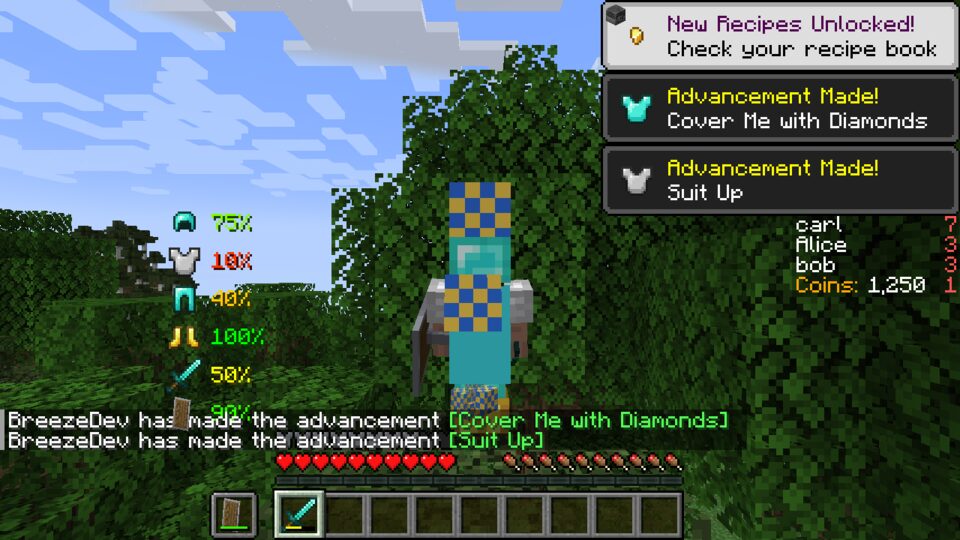 New Recipes Unlocked!
Check your recipe book
Advancement Made!
Cover Me with Diamonds
Advancement Made!
Suit Up
carl 7
Alice 3
bob 3
Coins: 1,250 1
75%
10%
40%
100%
50%
90%
BreezeDev has made the advancement [Cover Me with Diamonds]
BreezeDev has made the advancement [Suit Up]